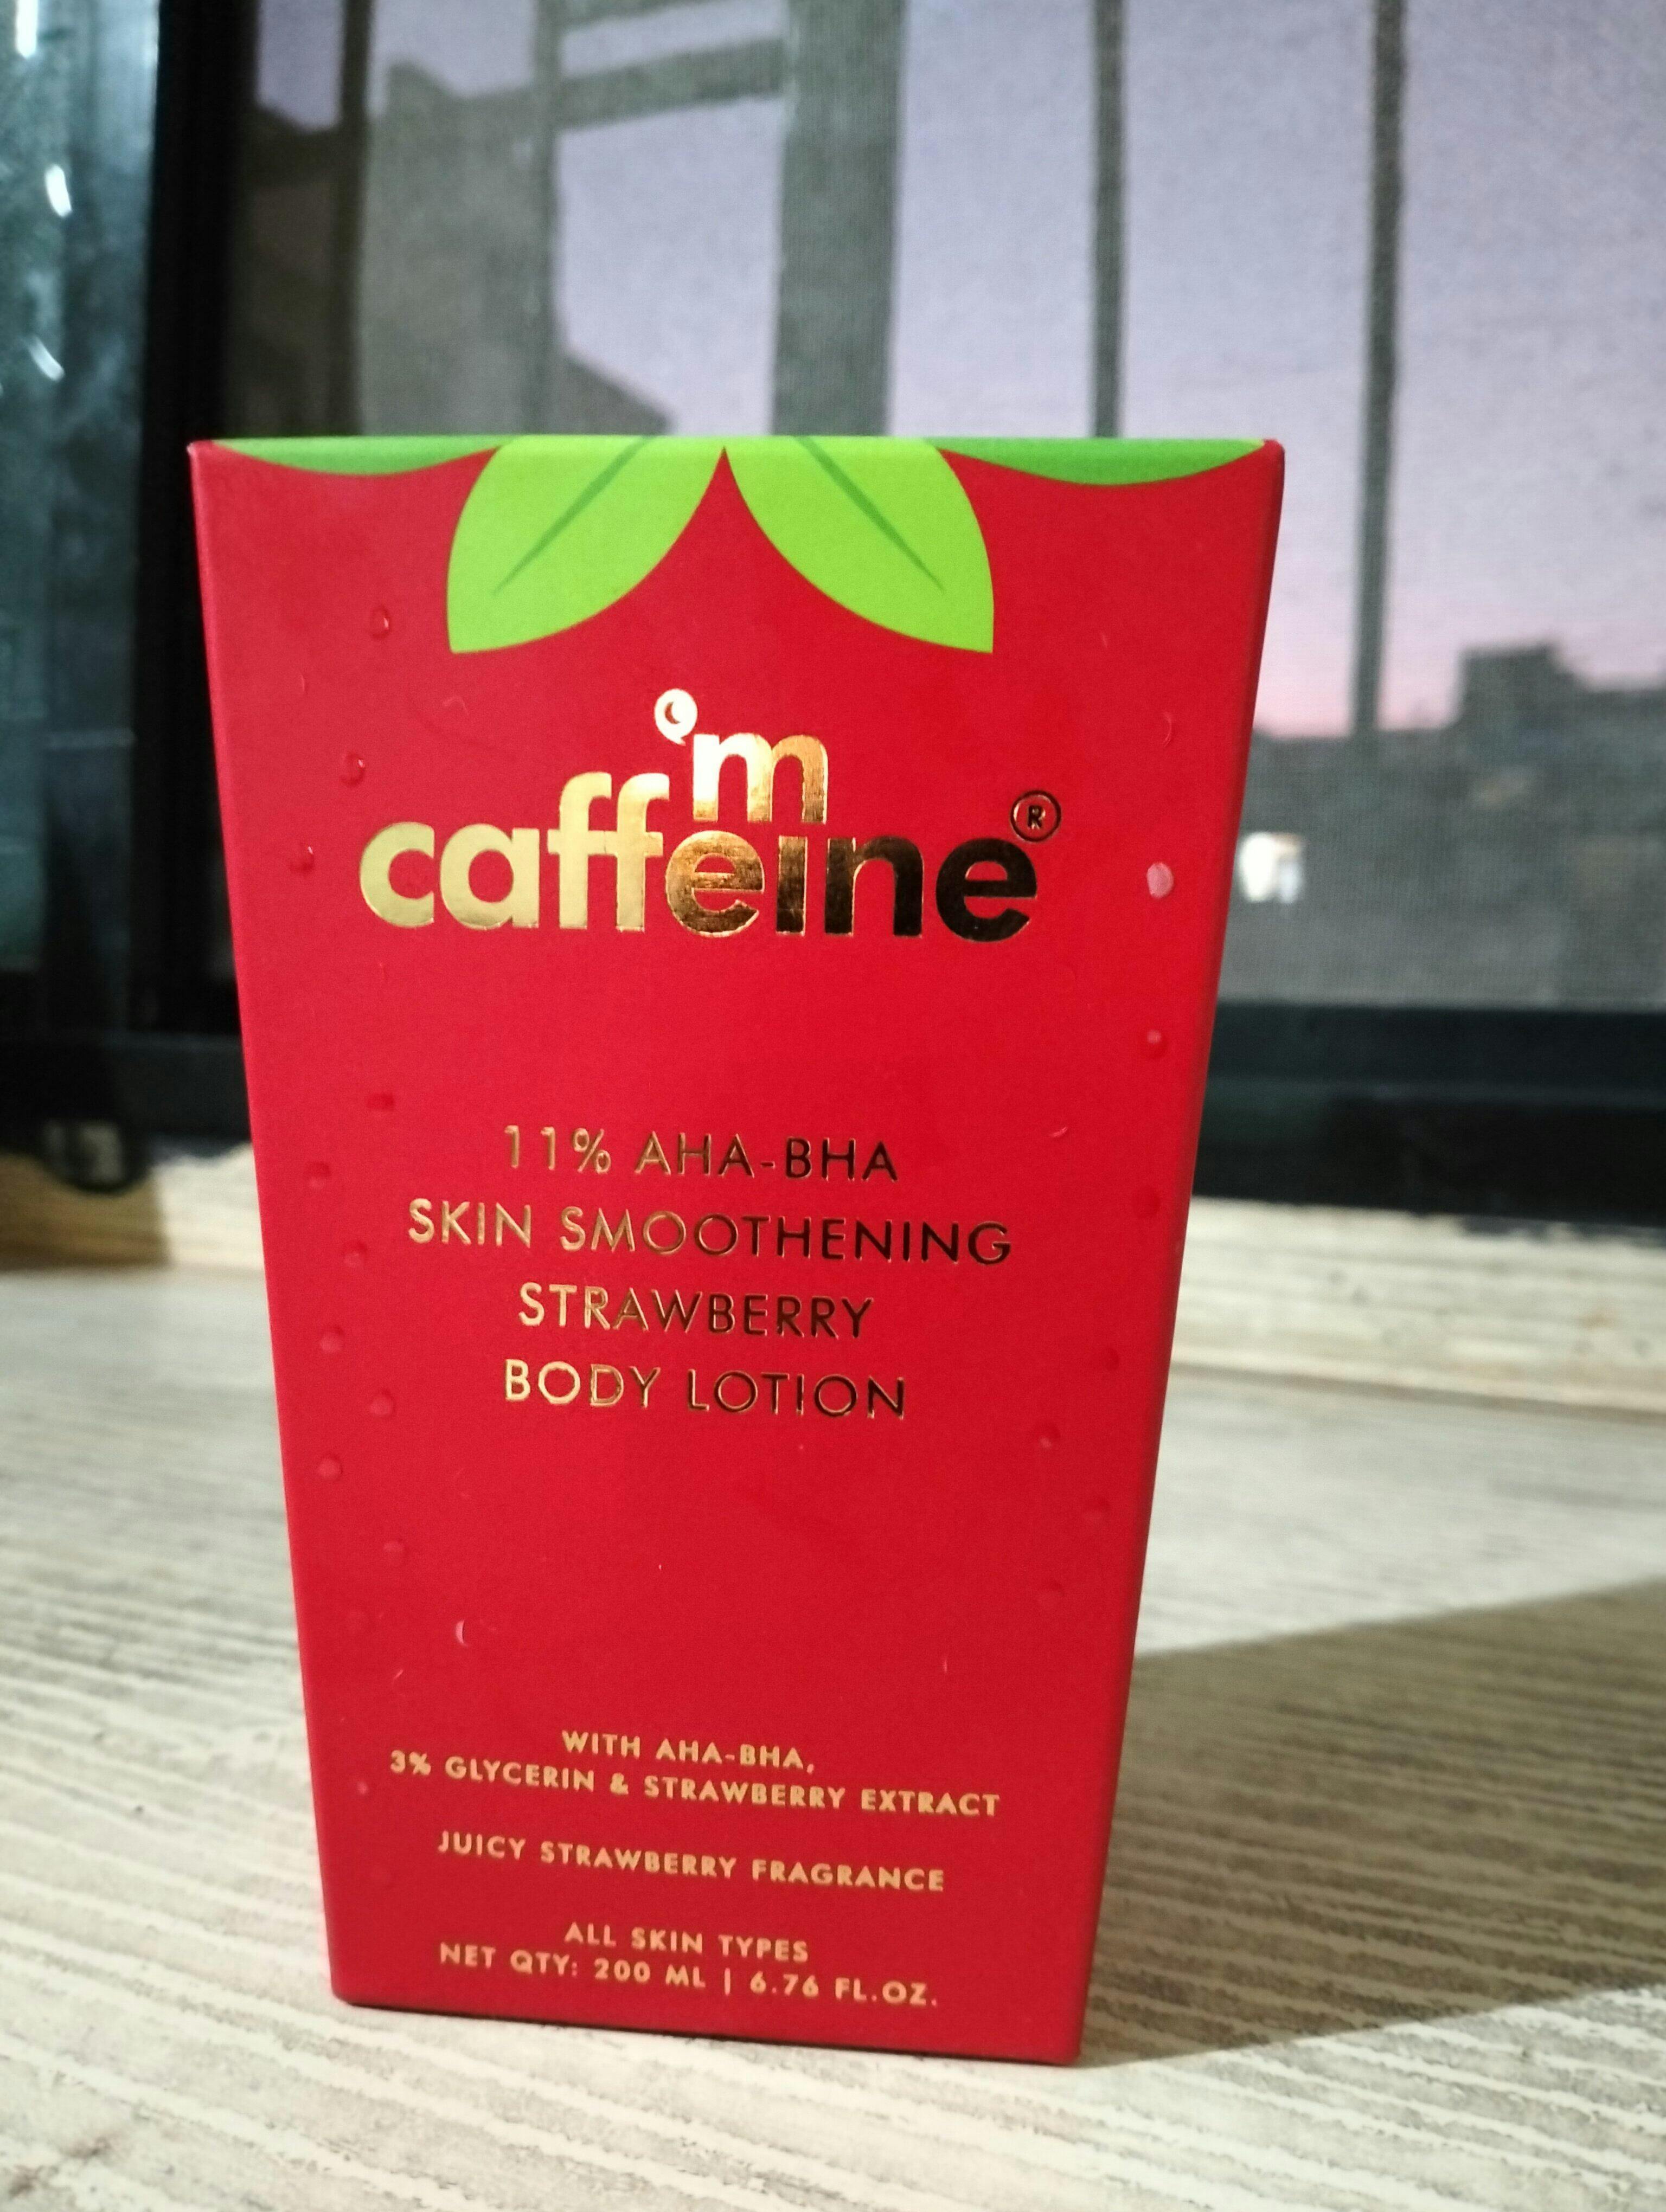 'm
caffeine®
11% AHA-BHA
SKIN SMOOTHENING
STRAWBERRY
BODY LOTION
WITH AHA-BHA,
3% GLYCERIN & STRAWBERRY EXTRACT
JUICY STRAWBERRY FRAGRANCE
ALL SKIN TYPES
NET QTY: 200 ML | 6.76 FL.OZ.